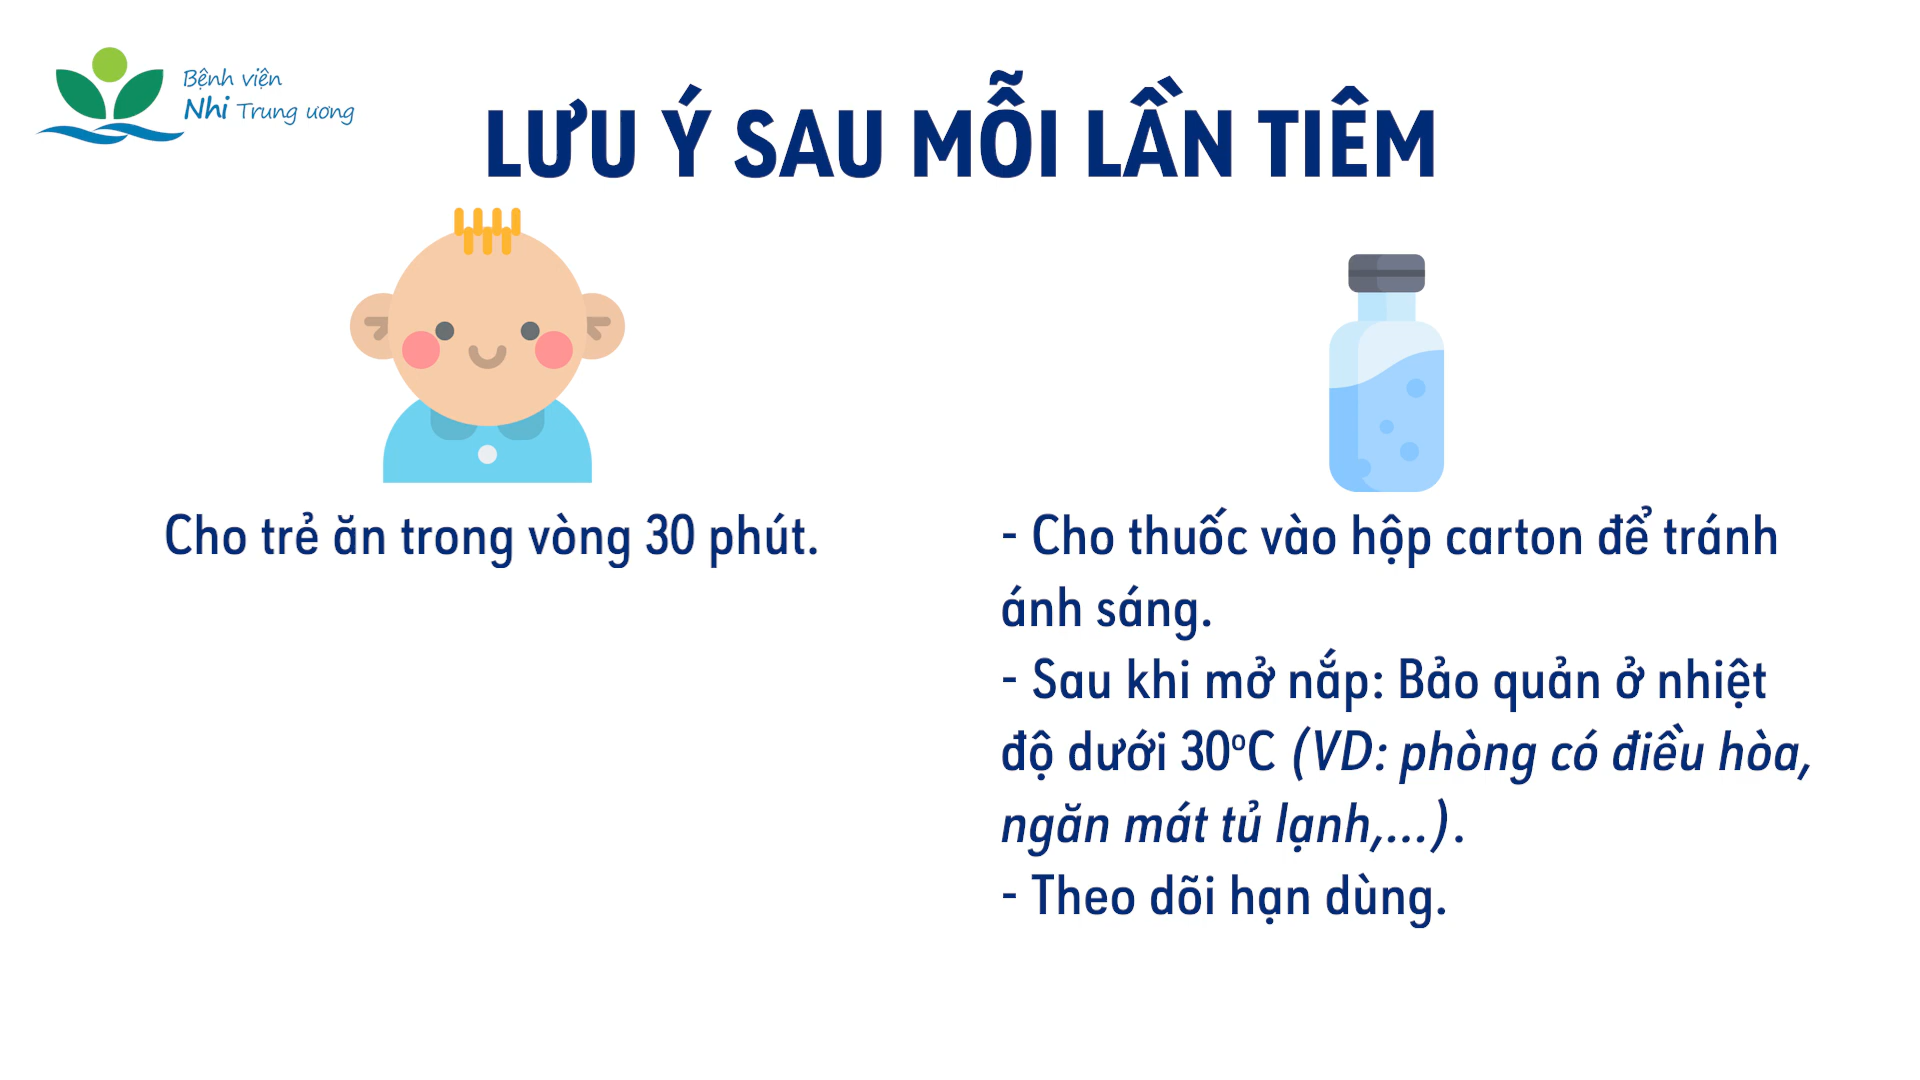 Bệnh viện
Nhi Trung ương
LƯU Ý SAU MỖI LẦN TIÊM
Cho trẻ ăn trong vòng 30 phút.
- Cho thuốc vào hộp carton để tránh
ánh sáng.
- Sau khi mở nắp: Bảo quản ở nhiệt
độ dưới 30ºC (VD: phòng có điều hòa,
ngăn mát tủ lạnh,...).
- Theo dõi hạn dùng.